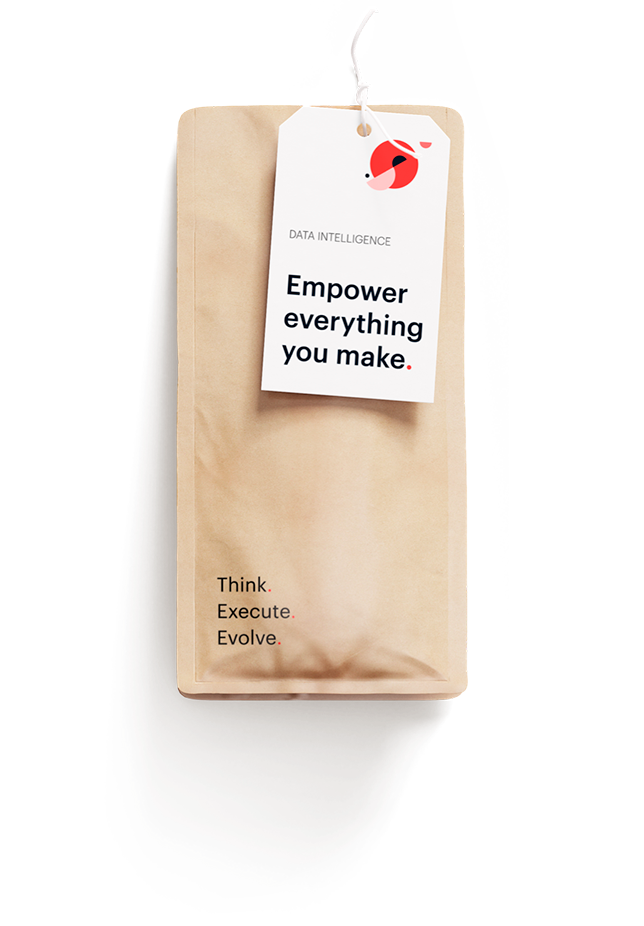 DATA INTELLIGENCE
Empower
everything
you make.
Think.
Execute.
Evolve.